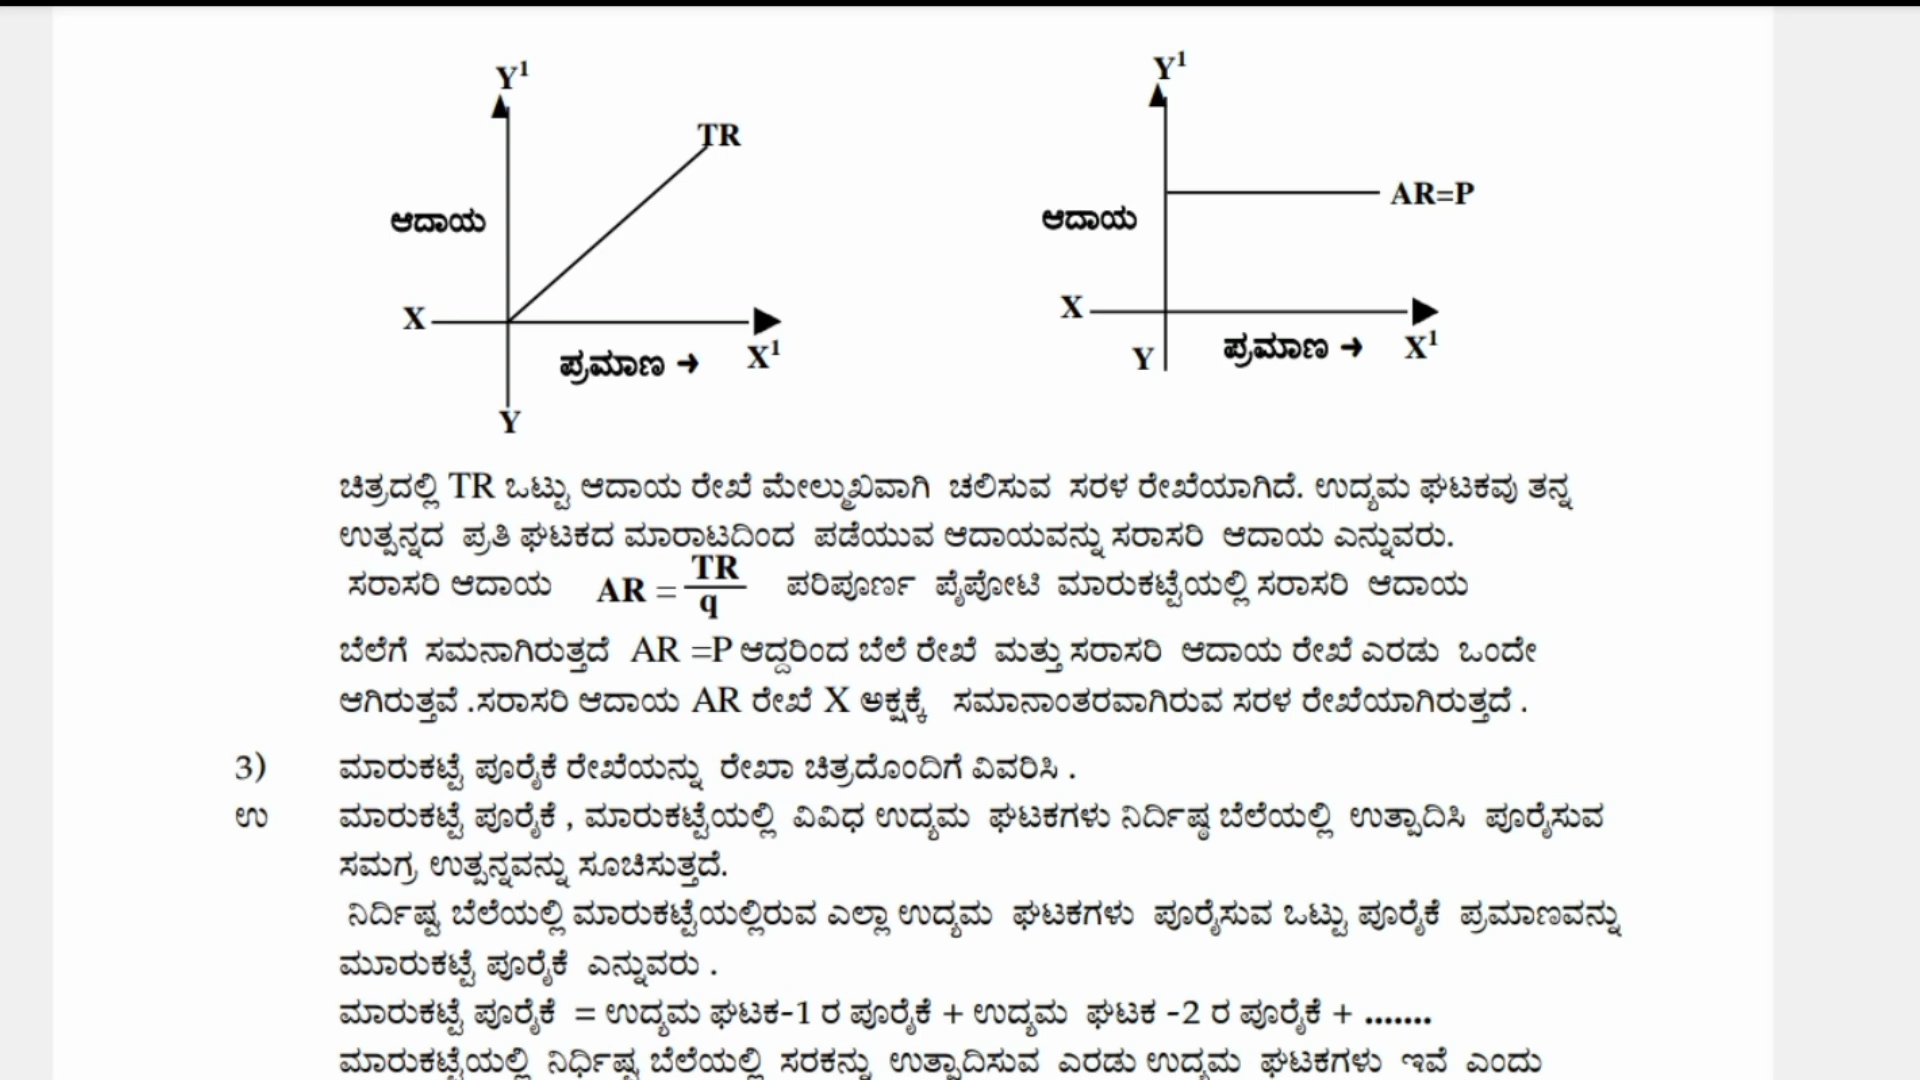 Y¹
TR
ಆದಾಯ
X
ಪ್ರಮಾಣ → X¹
Y
Y¹
AR=P
ಆದಾಯ
X
Y ಪ್ರಮಾಣ → X¹
ಚಿತ್ರದಲ್ಲಿ TR ಒಟ್ಟು ಆದಾಯ ರೇಖೆ ಮೇಲ್ಮುಖಿವಾಗಿ ಚಲಿಸುವ ಸರಳ ರೇಖೆಯಾಗಿದೆ. ಉದ್ಯಮ ಘಟಕವು ತನ್ನ
ಉತ್ಪನ್ನದ ಪ್ರತಿ ಘಟಕದ ಮಾರಾಟದಿಂದ ಪಡೆಯುವ ಆದಾಯವನ್ನು ಸರಾಸರಿ ಆದಾಯ ಎನ್ನುವರು.
ಸರಾಸರಿ ಆದಾಯ AR = TR/q ಪರಿಪೂರ್ಣ ಪೈಪೋಟಿ ಮಾರುಕಟ್ಟೆಯಲ್ಲಿ ಸರಾಸರಿ ಆದಾಯ
ಬೆಲೆಗೆ ಸಮನಾಗಿರುತ್ತದೆ AR =P ಆದ್ದರಿಂದ ಬೆಲೆ ರೇಖೆ ಮತ್ತು ಸರಾಸರಿ ಆದಾಯ ರೇಖೆ ಎರಡು ಒಂದೇ
ಆಗಿರುತ್ತವೆ .ಸರಾಸರಿ ಆದಾಯ AR ರೇಖೆ X ಅಕ್ಷಕ್ಕೆ ಸಮಾನಾಂತರವಾಗಿರುವ ಸರಳ ರೇಖೆಯಾಗಿರುತ್ತದೆ .
3) ಮಾರುಕಟ್ಟೆ ಪೂರೈಕೆ ರೇಖೆಯನ್ನು ರೇಖಾ ಚಿತ್ರದೊಂದಿಗೆ ವಿವರಿಸಿ .
ಉ ಮಾರುಕಟ್ಟೆ ಪೂರೈಕೆ , ಮಾರುಕಟ್ಟೆಯಲ್ಲಿ ವಿವಿಧ ಉದ್ಯಮ ಘಟಕಗಳು ನಿರ್ದಿಷ್ಠ ಬೆಲೆಯಲ್ಲಿ ಉತ್ಪಾದಿಸಿ ಪೂರೈಸುವ
ಸಮಗ್ರ ಉತ್ಪನ್ನವನ್ನು ಸೂಚಿಸುತ್ತದೆ.
ನಿರ್ದಿಷ್ಟ ಬೆಲೆಯಲ್ಲಿ ಮಾರುಕಟ್ಟೆಯಲ್ಲಿರುವ ಎಲ್ಲಾ ಉದ್ಯಮ ಘಟಕಗಳು ಪೂರೈಸುವ ಒಟ್ಟು ಪೂರೈಕೆ ಪ್ರಮಾಣವನ್ನು
ಮಾರುಕಟ್ಟೆ ಪೂರೈಕೆ ಎನ್ನುವರು .
ಮಾರುಕಟ್ಟೆ ಪೂರೈಕೆ = ಉದ್ಯಮ ಘಟಕ-1 ರ ಪೂರೈಕೆ + ಉದ್ಯಮ ಘಟಕ -2 ರ ಪೂರೈಕೆ + .......
ಮಾರುಕಟ್ಟೆಯಲ್ಲಿ ನಿರ್ಧಿಷ್ಟ ಬೆಲೆಯಲ್ಲಿ ಸರಕನ್ನು ಉತ್ಪಾದಿಸುವ ಎರಡು ಉದ್ಯಮ ಘಟಕಗಳು ಇವೆ ಎಂದು